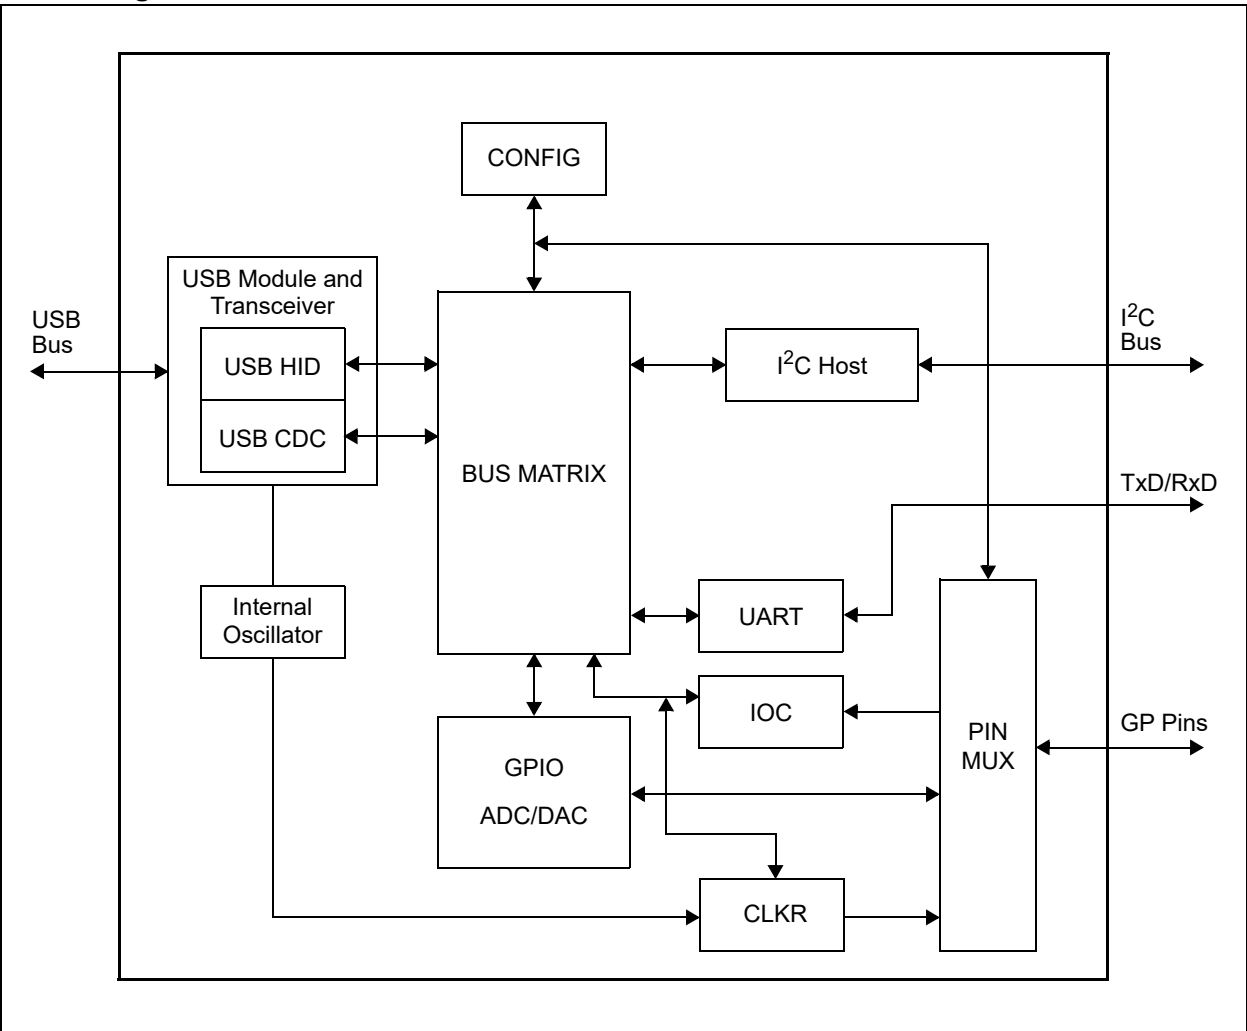 CONFIG
USB Module and
Transceiver
USB
Bus
USB HID
USB CDC
BUS MATRIX
I²C Host
I²C
Bus
TxD/RxD
Internal
Oscillator
UART
IOC
PIN
MUX
GP Pins
GPIO
ADC/DAC
CLKR